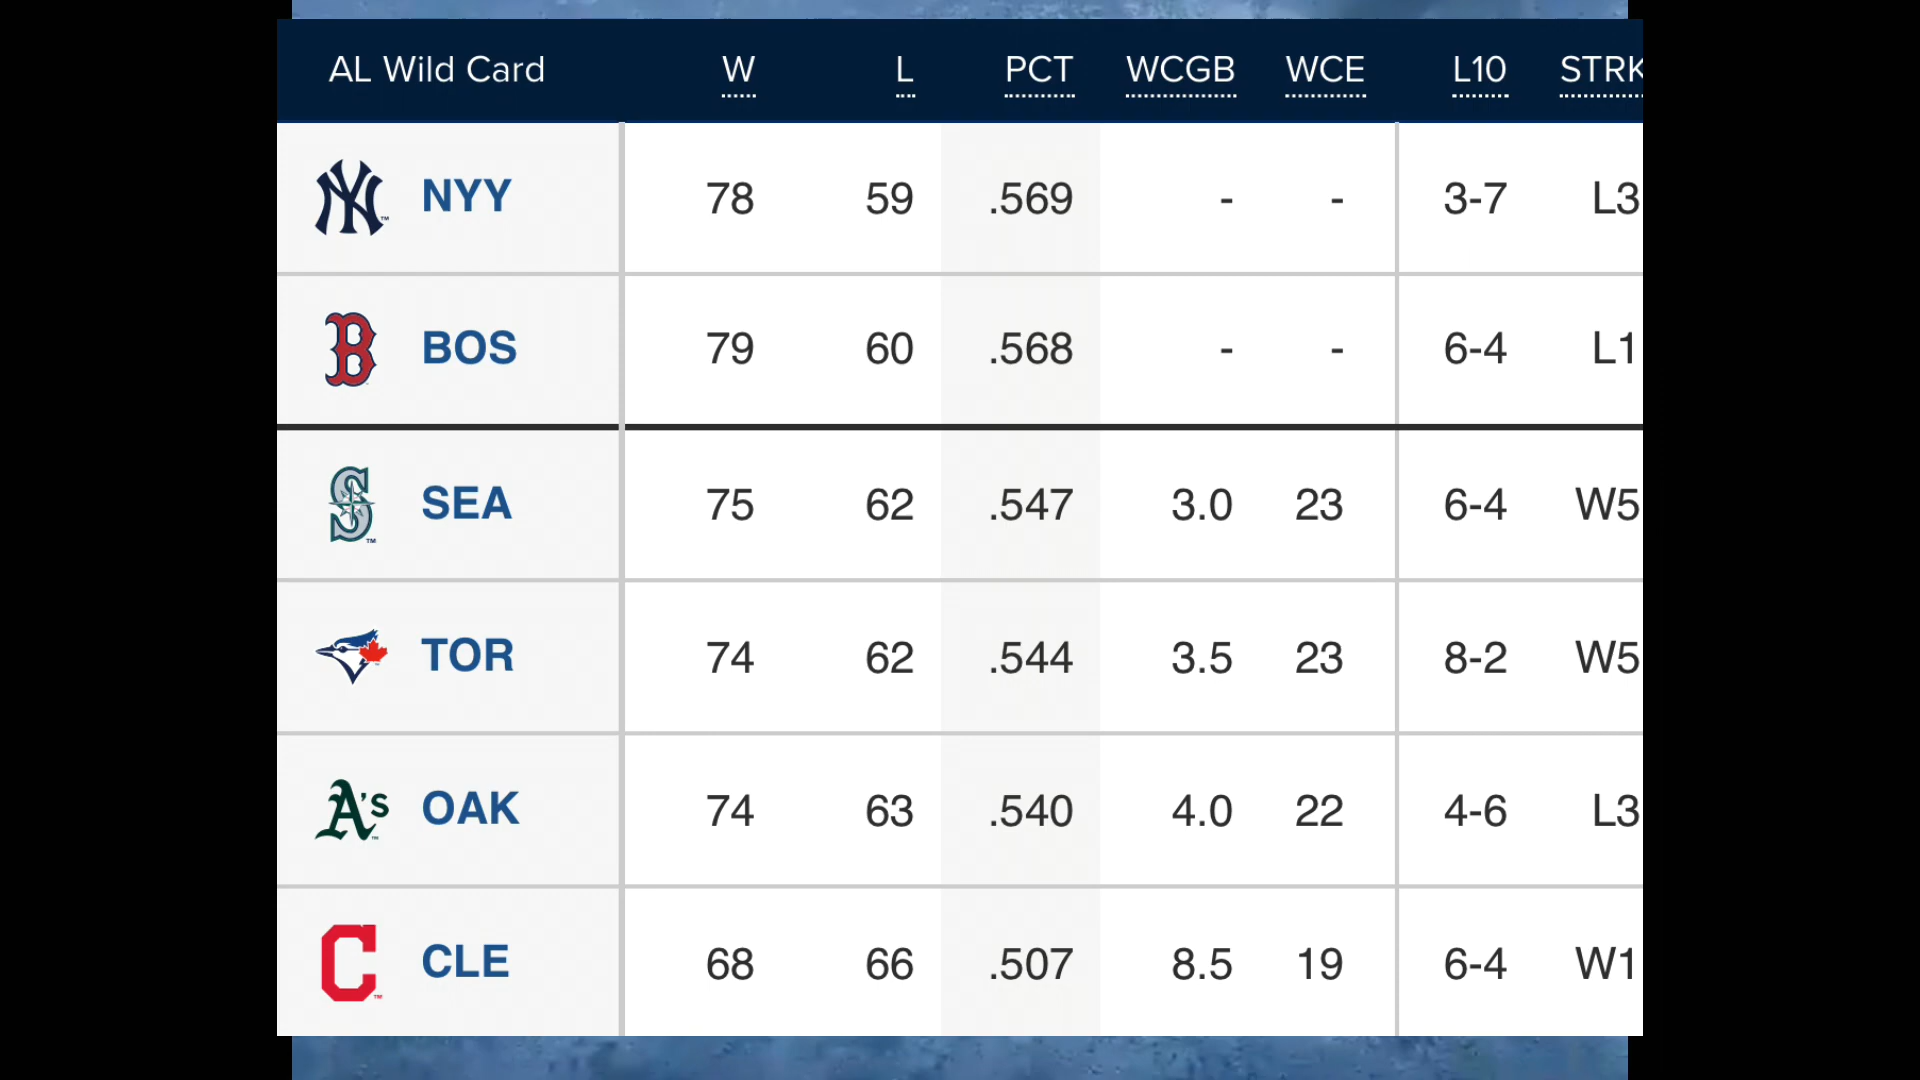 AL Wild Card W L PCT WCGB WCE L10 STRK
NYY 78 59 .569 - - 3-7 L3
BOS 79 60 .568 - - 6-4 L1
SEA 75 62 .547 3.0 23 6-4 W5
TOR 74 62 .544 3.5 23 8-2 W5
A's OAK 74 63 .540 4.0 22 4-6 L3
CLE 68 66 .507 8.5 19 6-4 W1